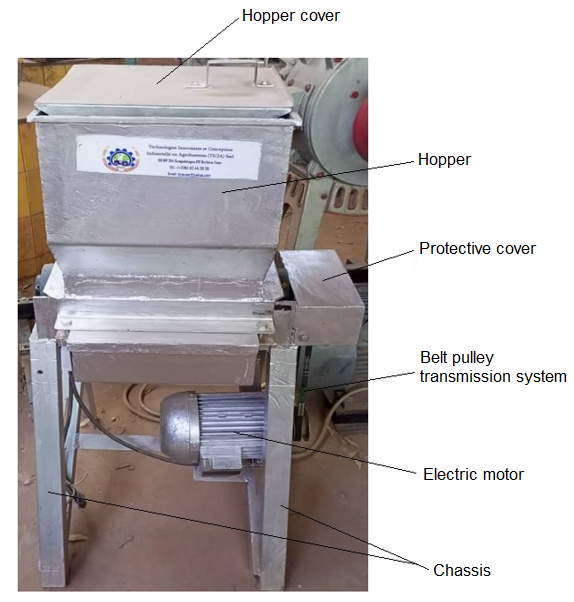 Hopper cover
Technologies Innovantes et Conception
Industrielle en Agrobusiness (TICIA) Sarl
Hopper
Protective cover
Belt pulley
transmission system
Electric motor
Chassis